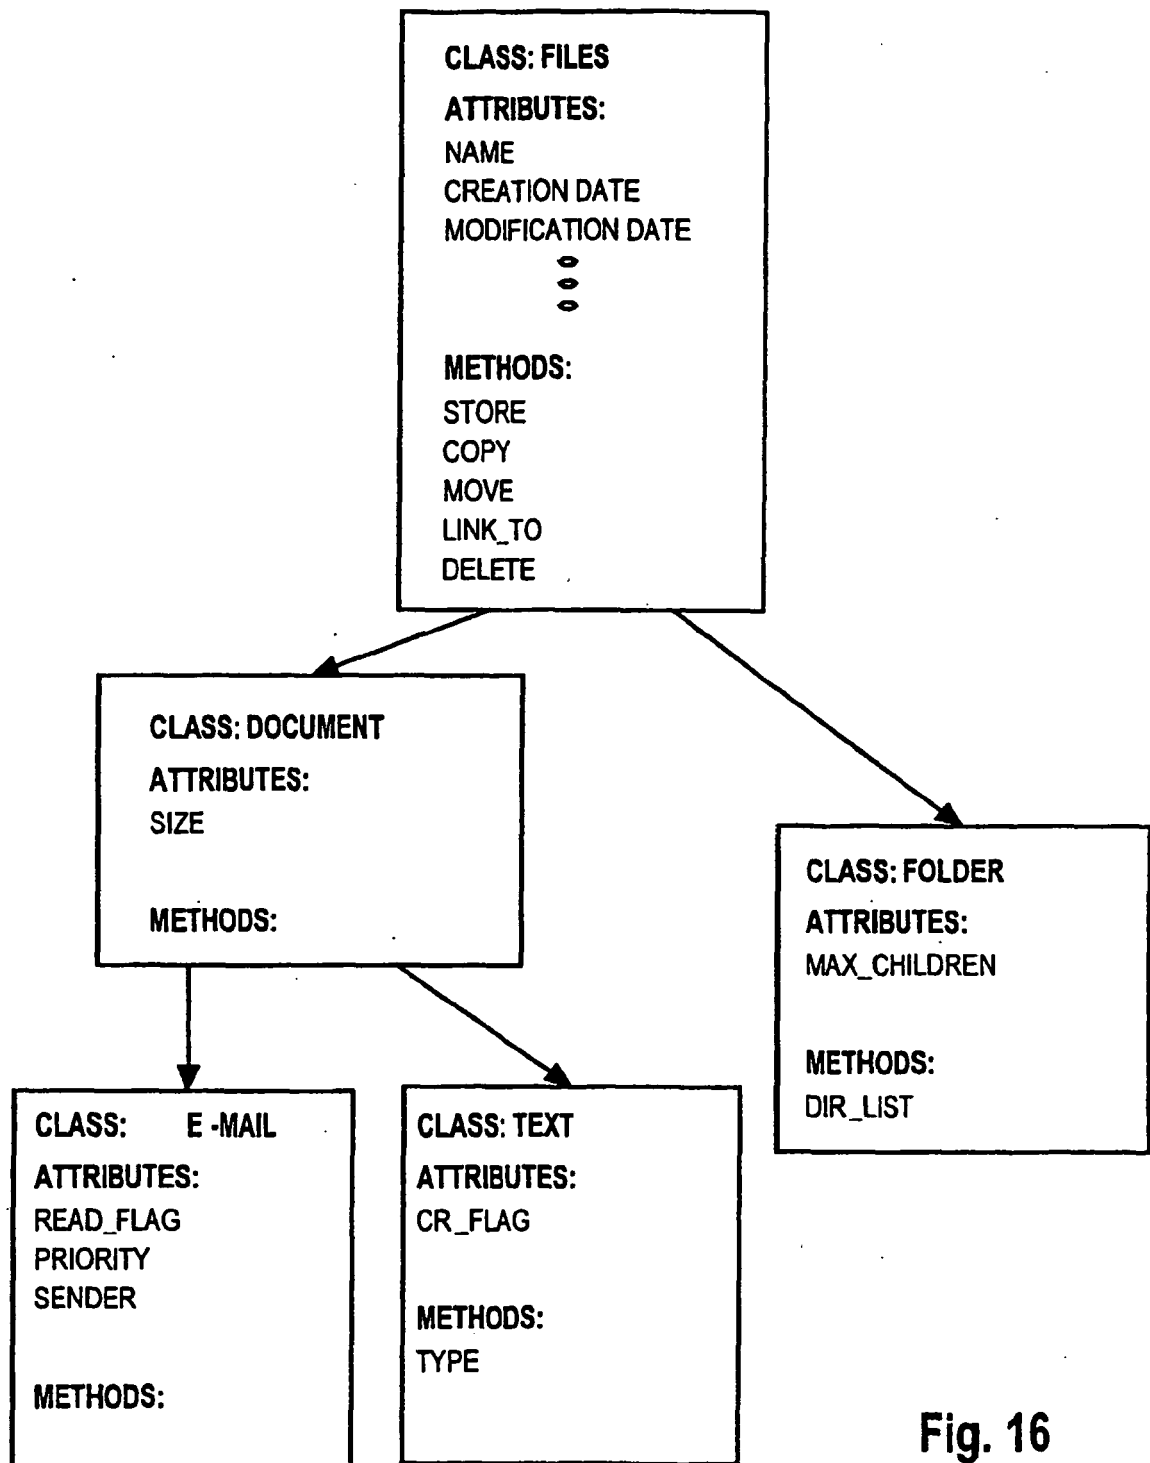 CLASS: FILES
ATTRIBUTES:
NAME
CREATION DATE
MODIFICATION DATE
METHODS:
STORE
COPY
MOVE
LINK_TO
DELETE
CLASS: DOCUMENT
ATTRIBUTES:
SIZE
METHODS:
CLASS: FOLDER
ATTRIBUTES:
MAX_CHILDREN
METHODS:
DIR_LIST
CLASS: E -MAIL
ATTRIBUTES:
READ_FLAG
PRIORITY
SENDER
METHODS:
CLASS: TEXT
ATTRIBUTES:
CR_FLAG
METHODS:
TYPE
Fig. 16